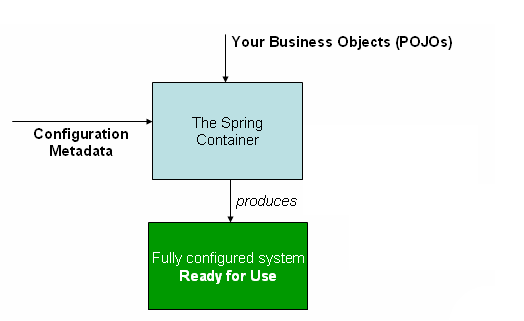 Your Business Objects (POJOs)
The Spring
Container
Configuration
Metadata
produces
Fully configured system
Ready for Use